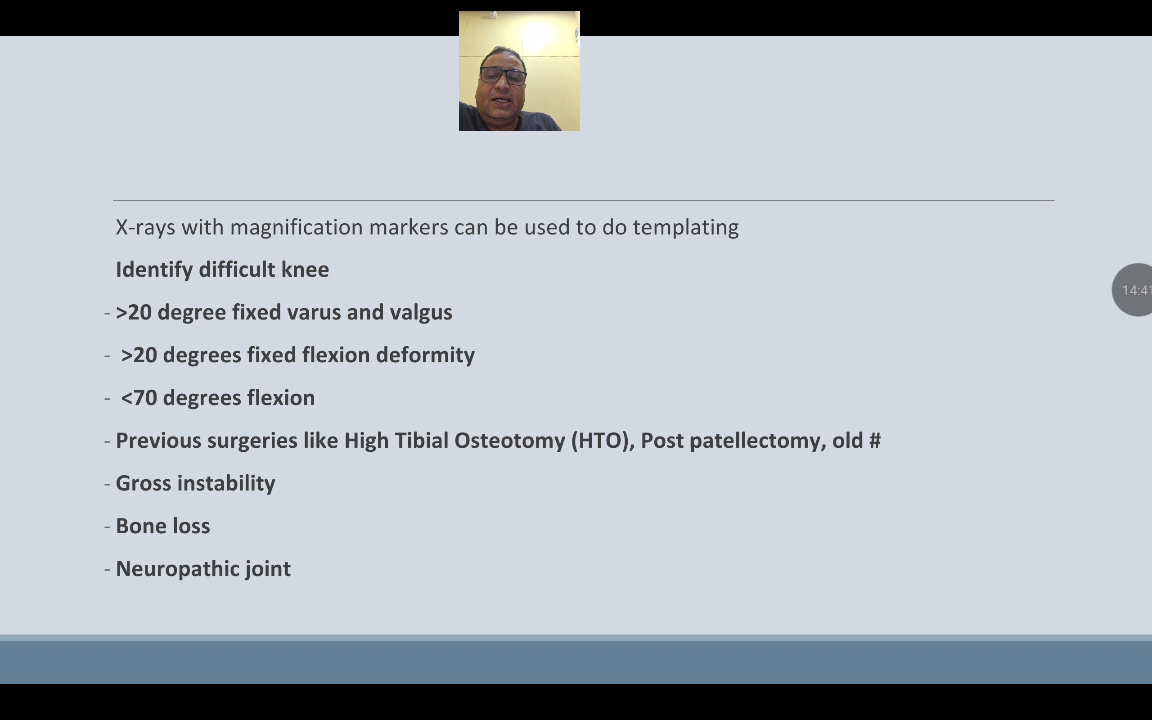 X-rays with magnification markers can be used to do templating
Identify difficult knee
- >20 degree fixed varus and valgus
- >20 degrees fixed flexion deformity
- <70 degrees flexion
- Previous surgeries like High Tibial Osteotomy (HTO), Post patellectomy, old #
- Gross instability
- Bone loss
- Neuropathic joint
14:41